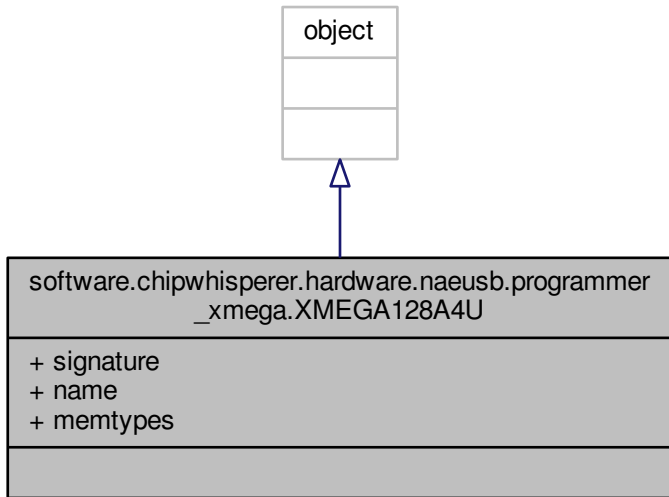 object
software.chipwhisperer.hardware.naeusb.programmer
_xmega.XMEGA128A4U
+ signature
+ name
+ memtypes